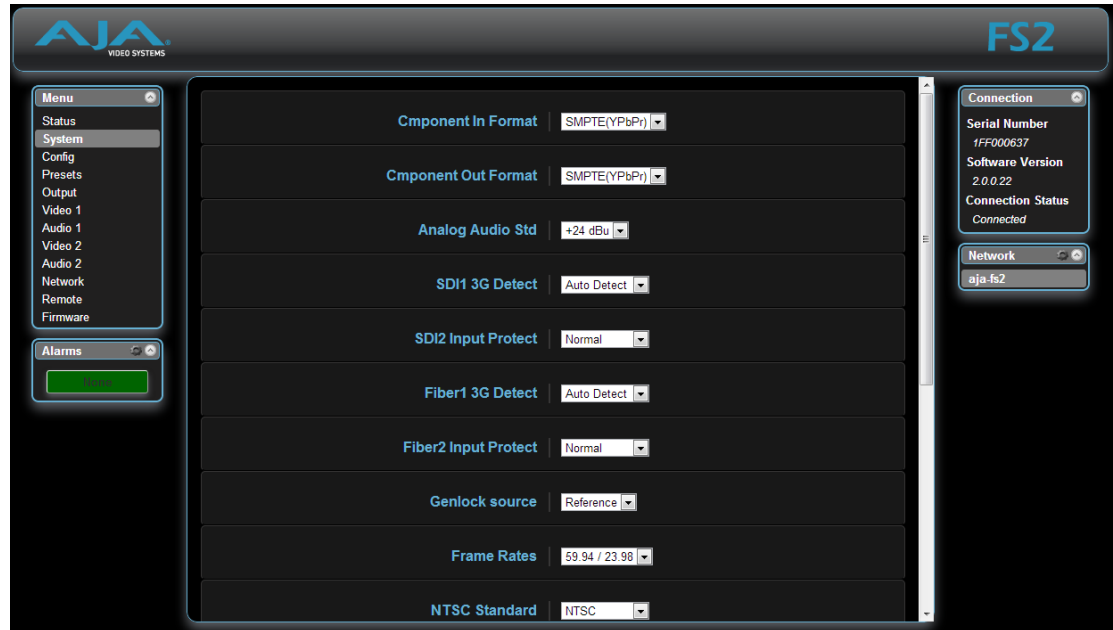 AJA
VIDEO SYSTEMS
FS2
Menu
Status
System
Config
Presets
Output
Video 1
Audio 1
Video 2
Audio 2
Network
Remote
Firmware
Alarms
None
Cmponent In Format SMPTE(YPbPr)
Cmponent Out Format SMPTE(YPbPr)
Analog Audio Std +24 dBu
SDI1 3G Detect Auto Detect
SDI2 Input Protect Normal
Fiber1 3G Detect Auto Detect
Fiber2 Input Protect Normal
Genlock source Reference
Frame Rates 59.94 / 23.98
NTSC Standard NTSC
Connection
Serial Number
1FF000637
Software Version
2.0.0.22
Connection Status
Connected
Network
aja-fs2